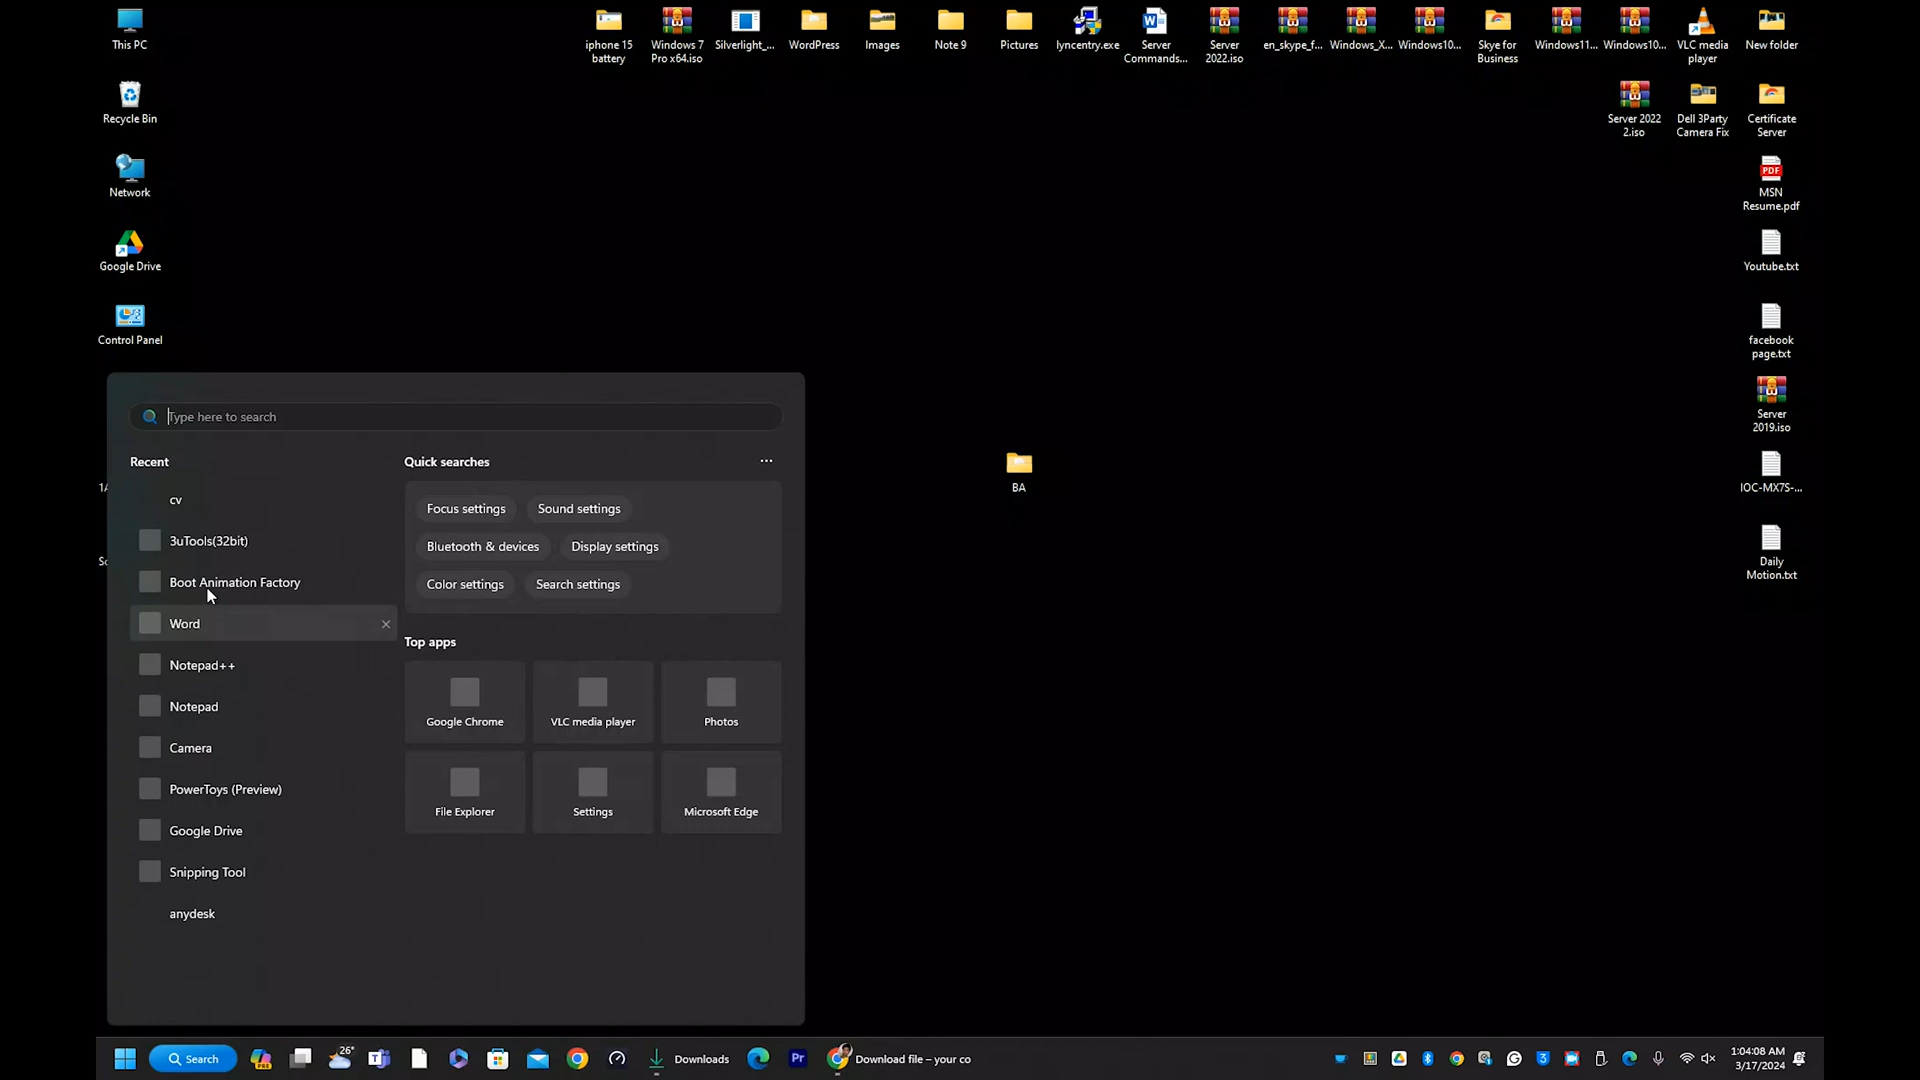 This PC
iphone 15
battery
Windows 7
Pro x64.iso
Silverlight_...
WordPress
Images
Note 9
Pictures
lyncentry.exe
Server
Commands...
Server
2022.iso
en_skype_f...
Windows_X...
Windows10...
Skye for
Business
Windows11...
Windows10...
VLC media
player
New folder
Recycle Bin
Server 2022
2.iso
Dell 3Party
Camera Fix
Certificate
Server
Network
PDF
MSN
Resume.pdf
Google Drive
Youtube.txt
Control Panel
facebook
page.txt
Server
2019.iso
BA
IOC-MX7S-...
Daily
Motion.txt
Type here to search
Recent
cv
3uTools(32bit)
Boot Animation Factory
Word
Notepad++
Notepad
Camera
PowerToys (Preview)
Google Drive
Snipping Tool
anydesk
Quick searches
Focus settings
Sound settings
Bluetooth & devices
Display settings
Color settings
Search settings
Top apps
Google Chrome
VLC media player
Photos
File Explorer
Settings
Microsoft Edge
Search
PRE
26°
Downloads
Pr
Download file – your co
1:04:08 AM
3/17/2024